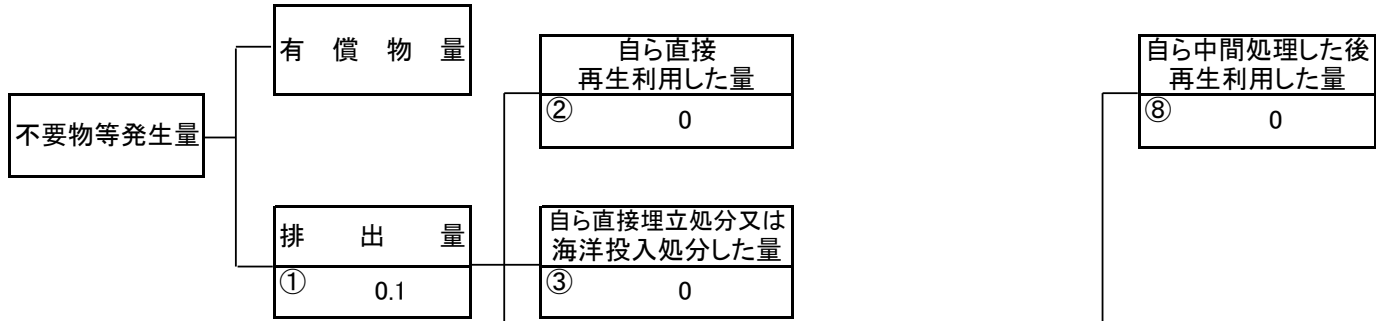 有償物量
自ら直接
再生利用した量
② 0
自ら中間処理した後
再生利用した量
⑧ 0
不要物等発生量
排出量
① 0.1
自ら直接埋立処分又は
海洋投入処分した量
③ 0